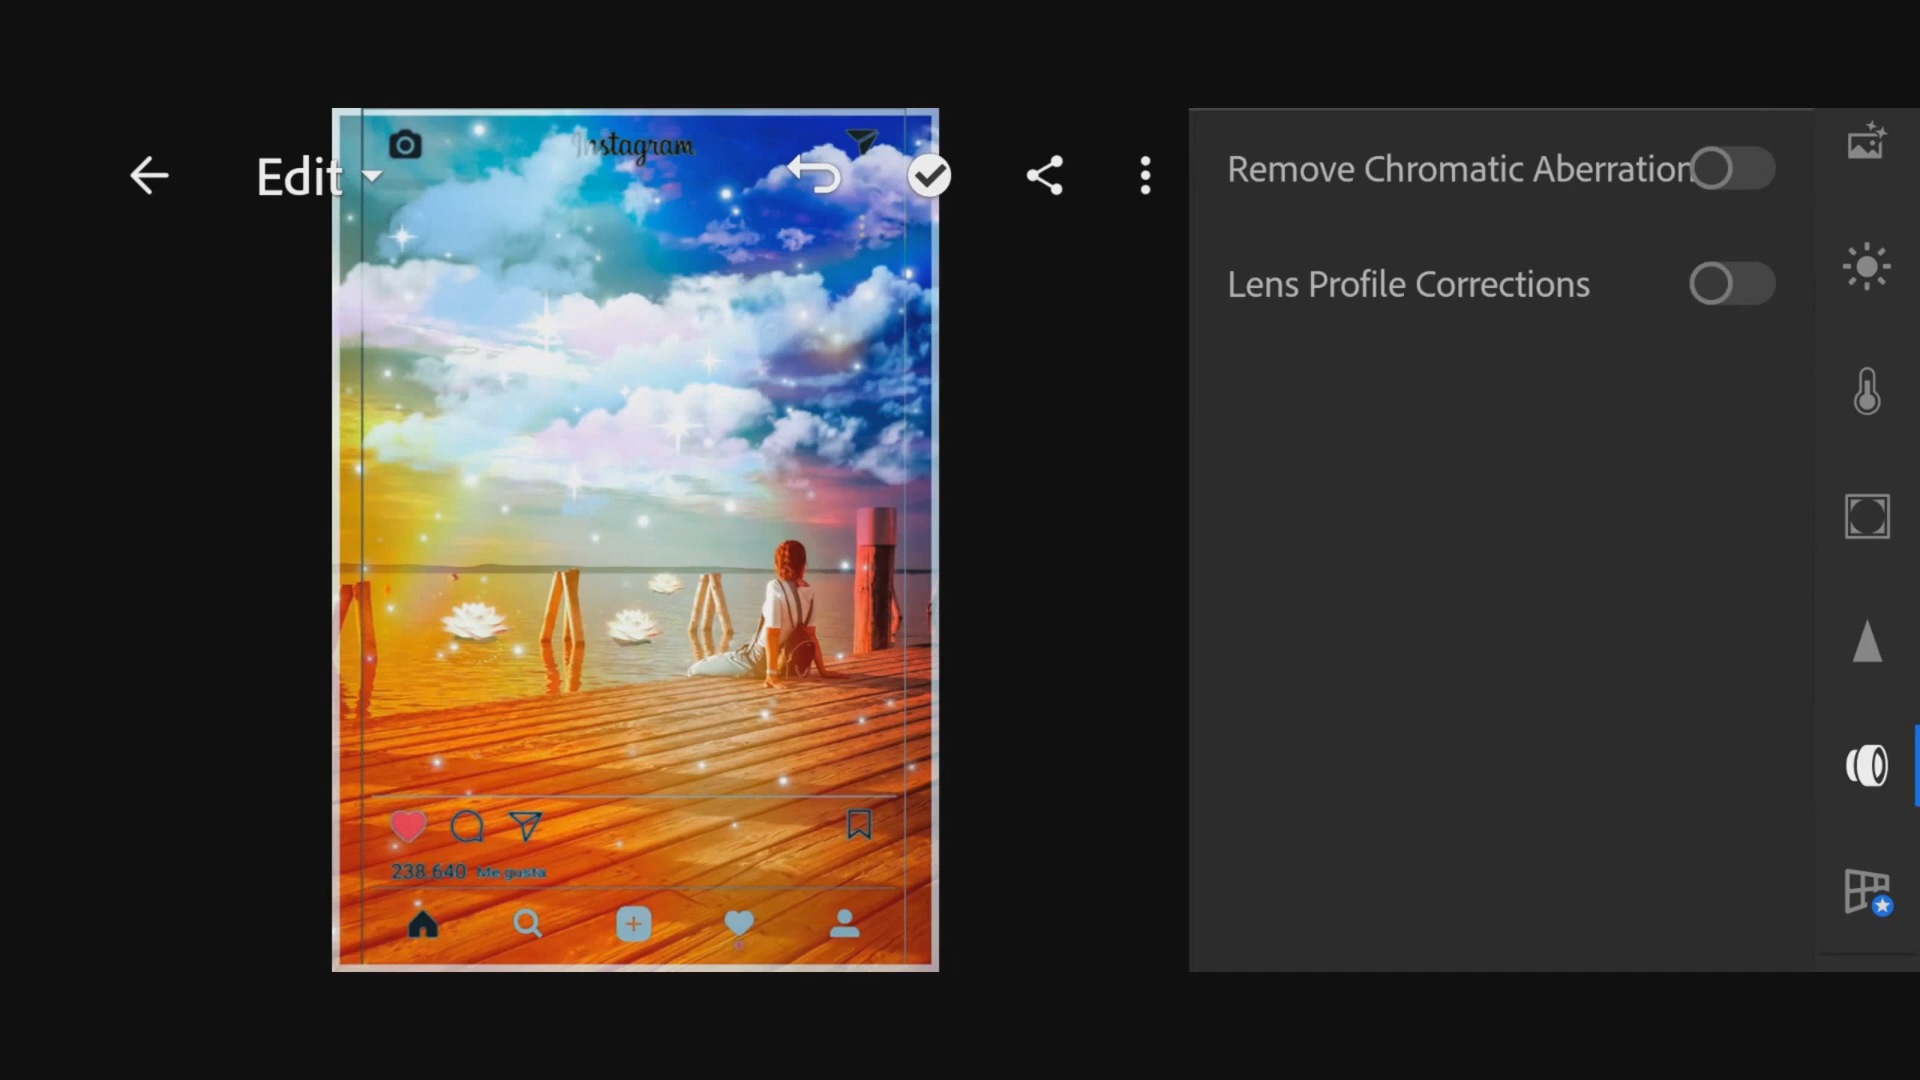 Instagram
Edit
Remove Chromatic Aberration
Lens Profile Corrections
238.640 Me gusta